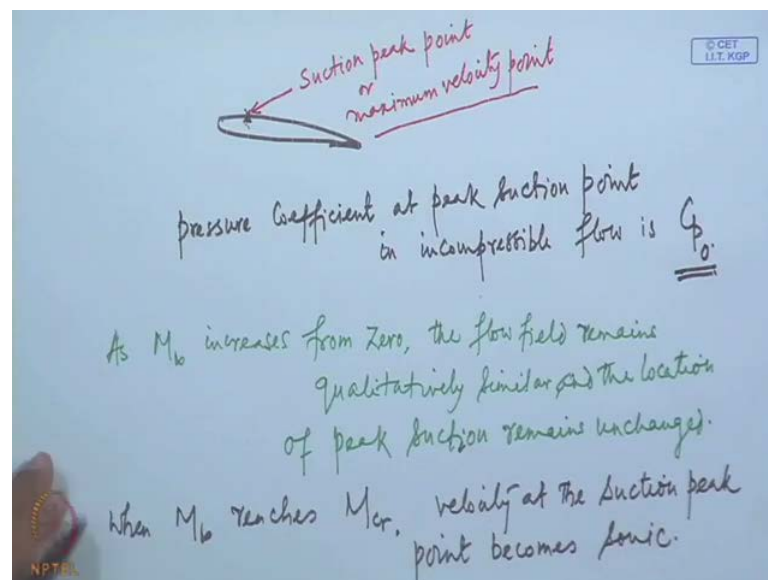 Suction peak point
or
maximum velocity point
© CET
I.I.T. KGP
pressure Coefficient at peak suction point
in incompressible flow is Cp₀.
As M∞ increases from zero, the flow field remains
qualitatively similar and the location
of peak suction remains unchanged.
When M∞ reaches Mcr, velocity at the suction peak
point becomes sonic.
NPTEL